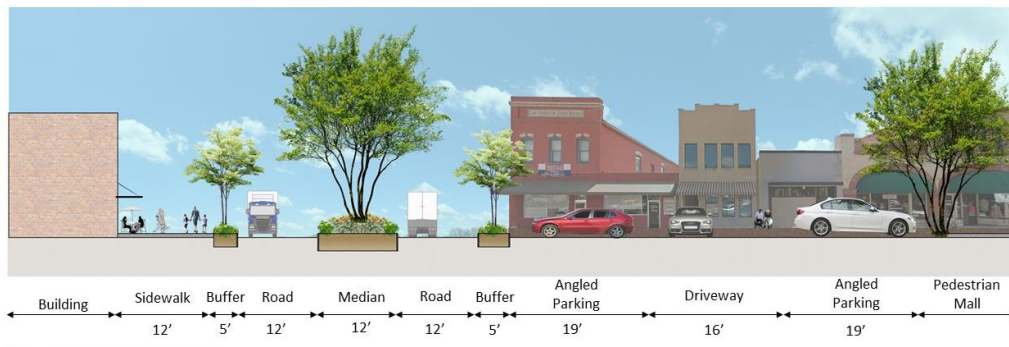 Building
Sidewalk
12’
Buffer
5’
Road
12’
Median
12’
Road
12’
Buffer
5’
Angled
Parking
19’
Driveway
16’
Angled
Parking
19’
Pedestrian
Mall